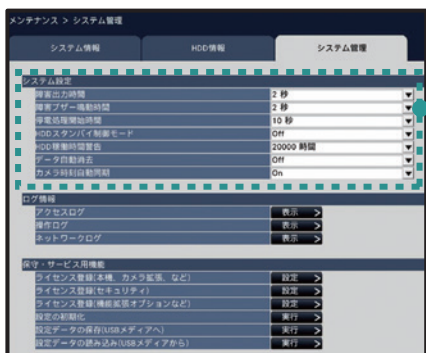 メンテナンス > システム管理
システム情報 HDD情報 システム管理
システム設定
障害出力時間 2 秒
障害ブザー鳴動時間 2 秒
停電処理開始時間 10 秒
HDDスタンバイ制御モード Off
HDD稼働時間警告 20000 時間
データ自動消去 Off
カメラ時刻自動同期 On
ログ情報
アクセスログ 表示 >
操作ログ 表示 >
ネットワークログ 表示 >
保守・サービス用機能
ライセンス登録(本機、カメラ拡張、など) 設定 >
ライセンス登録(セキュリティ) 設定 >
ライセンス登録(機能拡張オプションなど) 設定 >
設定の初期化 実行 >
設定データの保存(USBメディアへ) 実行 >
設定データの読み込み(USBメディアから) 実行 >